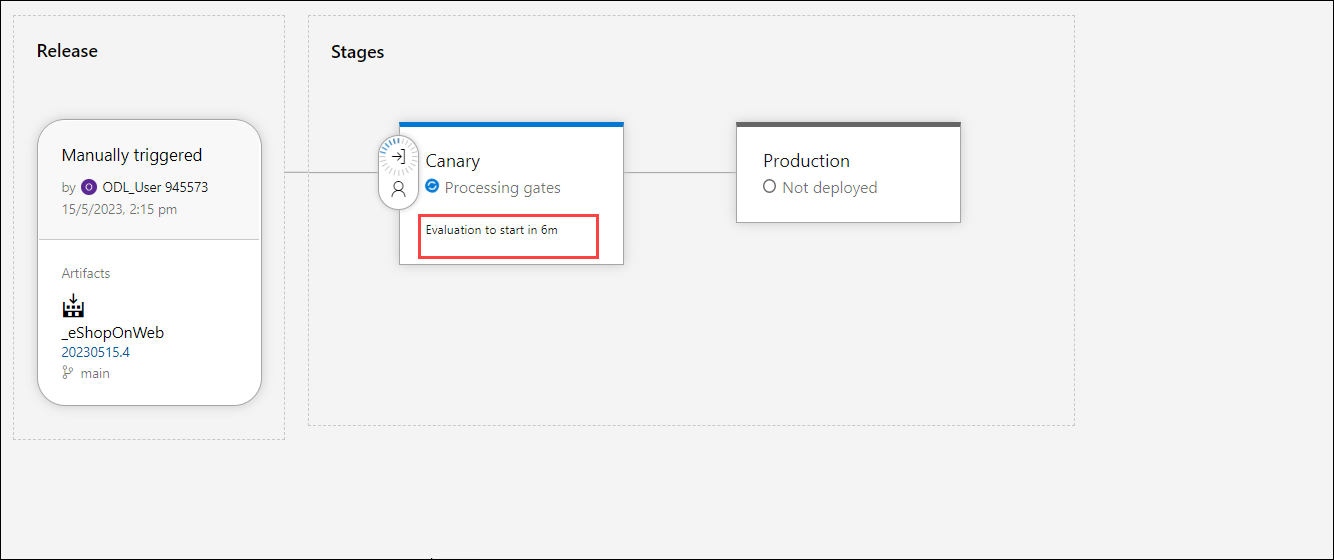 Release
Manually triggered
by O ODL_User 945573
15/5/2023, 2:15 pm
Artifacts
_eShopOnWeb
20230515.4
main
Stages
Canary
Processing gates
Evaluation to start in 6m
Production
Not deployed